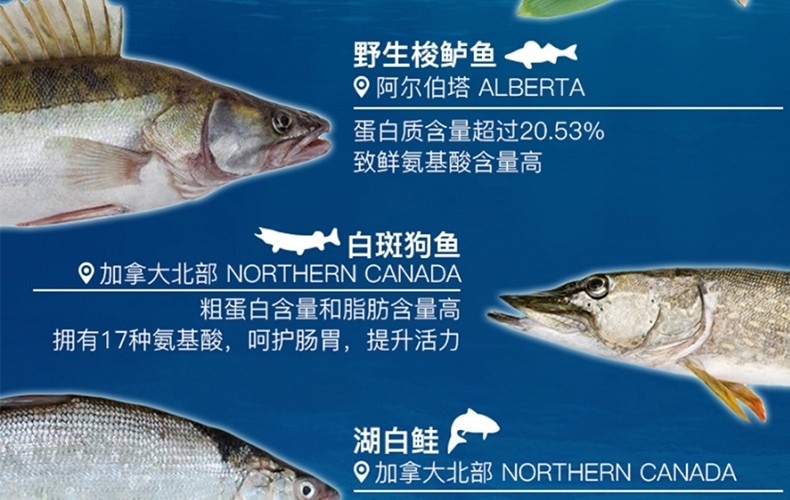 野生梭鲈鱼
阿尔伯塔 ALBERTA
蛋白质含量超过20.53%
致鲜氨基酸含量高
白斑狗鱼
加拿大北部 NORTHERN CANADA
粗蛋白含量和脂肪含量高
拥有17种氨基酸，呵护肠胃，提升活力
湖白鲑
加拿大北部 NORTHERN CANADA